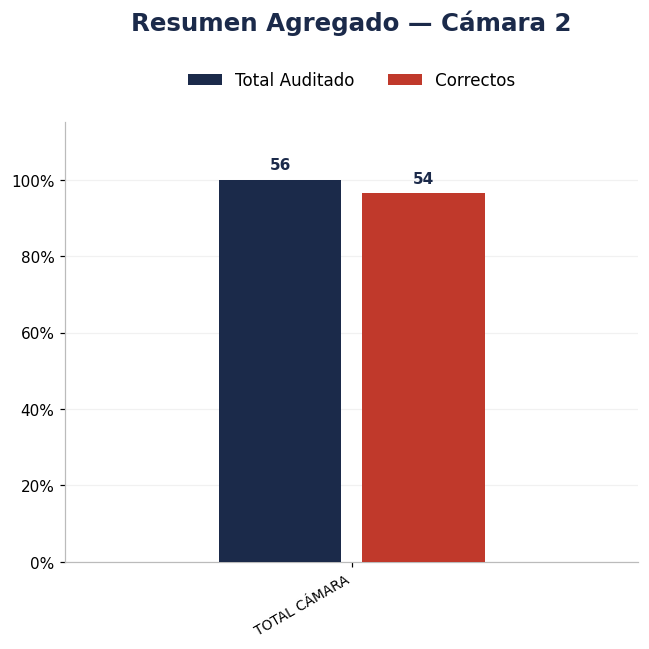 Resumen Agregado — Cámara 2
Total Auditado
Correctos
56
54
100%
80%
60%
40%
20%
0%
TOTAL CÁMARA